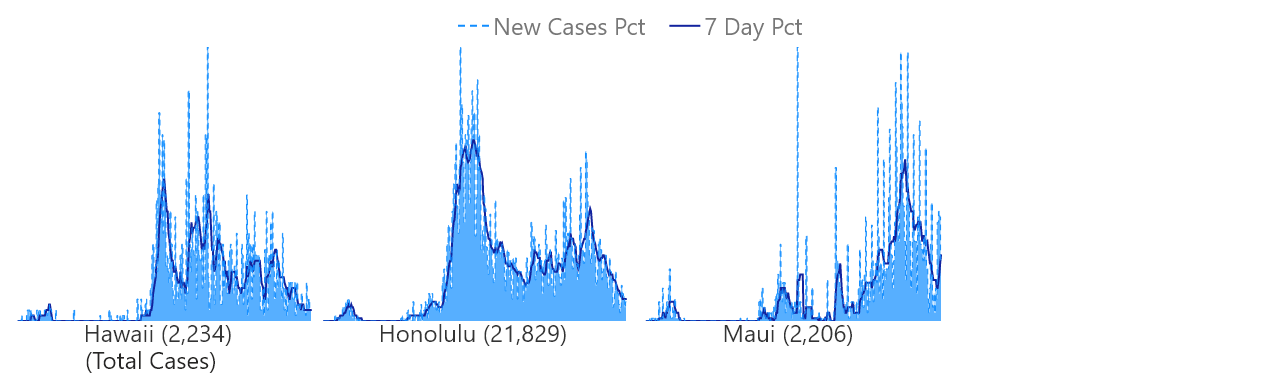 New Cases Pct 7 Day Pct
Hawaii (2,234) Honolulu (21,829) Maui (2,206)
(Total Cases)